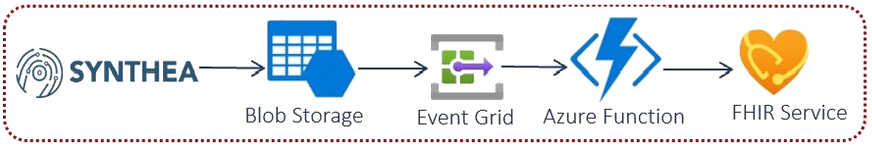 SYNTHEA
Blob Storage
Event Grid
Azure Function
FHIR Service